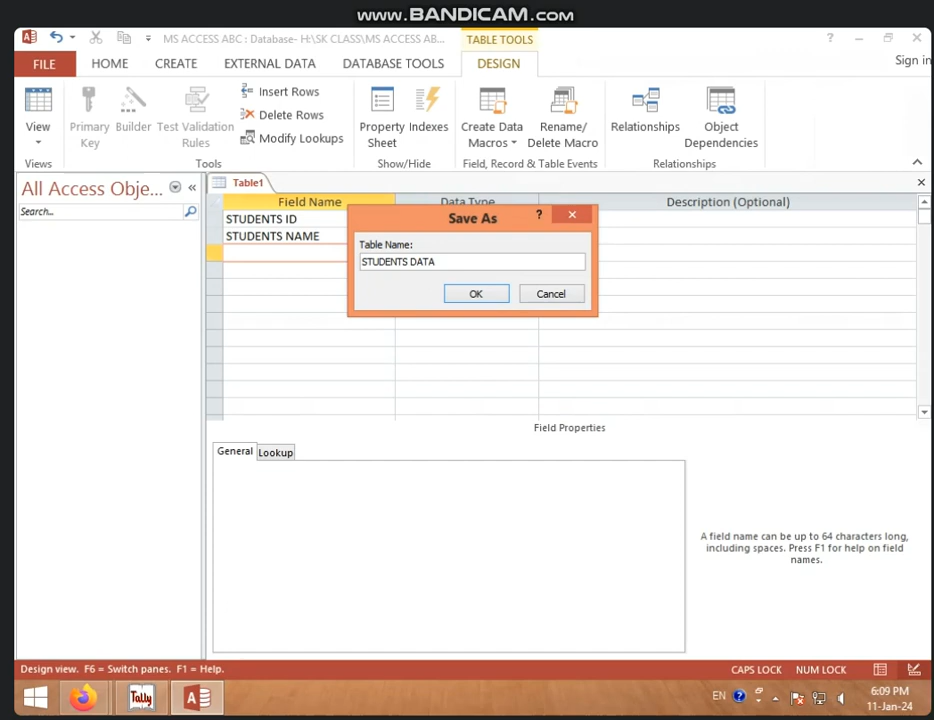 www.BANDICAM.com
MS ACCESS ABC : Database- H:\SK CLASS\MS ACCESS AB...
TABLE TOOLS
?
FILE
HOME
CREATE
EXTERNAL DATA
DATABASE TOOLS
DESIGN
Sign in
View
Primary Key
Builder
Test Validation Rules
Insert Rows
Delete Rows
Modify Lookups
Property Sheet
Indexes
Create Data Macros
Rename/ Delete Macro
Relationships
Object Dependencies
Views
Tools
Show/Hide
Field, Record & Table Events
Relationships
All Access Obje... «
Search...
Table1
Field Name
Data Type
Description (Optional)
STUDENTS ID
STUDENTS NAME
Save As
?
Table Name:
STUDENTS DATA
OK
Cancel
Field Properties
General
Lookup
A field name can be up to 64 characters long,
including spaces. Press F1 for help on field
names.
Design view. F6 = Switch panes. F1 = Help.
CAPS LOCK
NUM LOCK
Tally
A
EN
?
6:09 PM
11-Jan-24